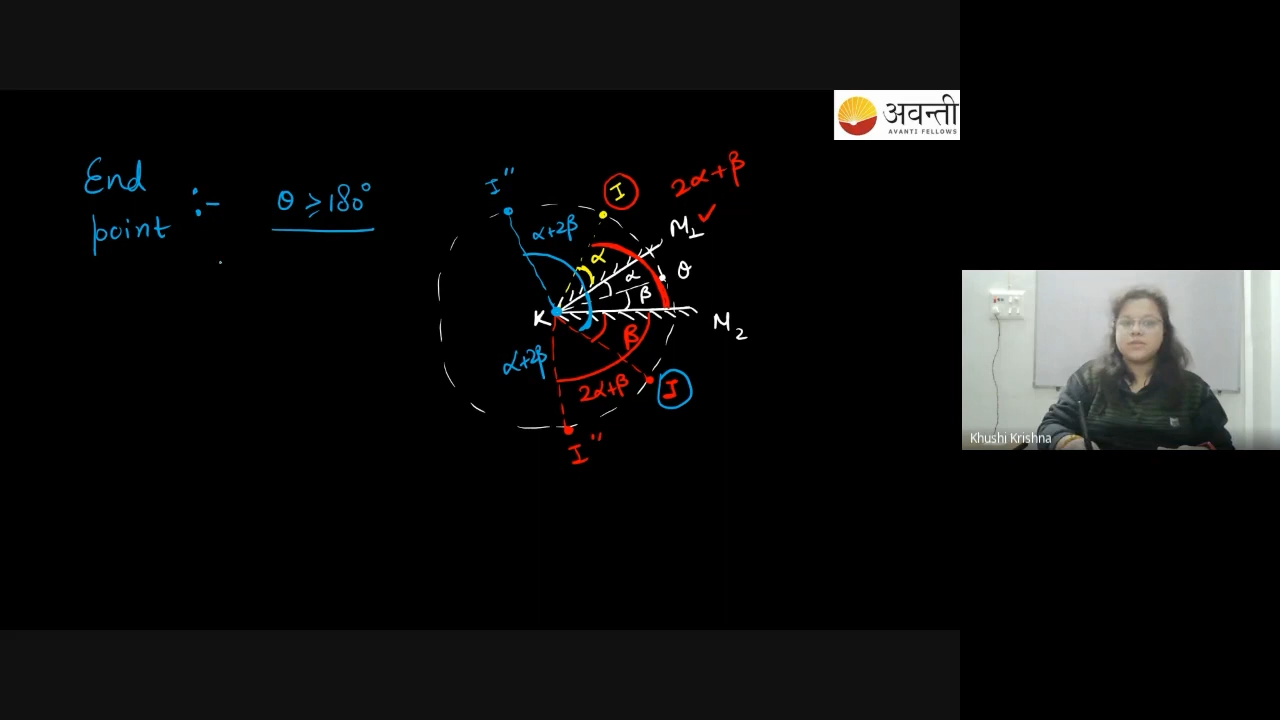 अवन्ती
AVANTI FELLOWS
End
point :- θ ≥ 180°
I"
I
2α+β
M₁ ✓
α+2β
α
α
θ
β
K
M₂
β
α+2β
2α+β
I
I"
Khushi Krishna